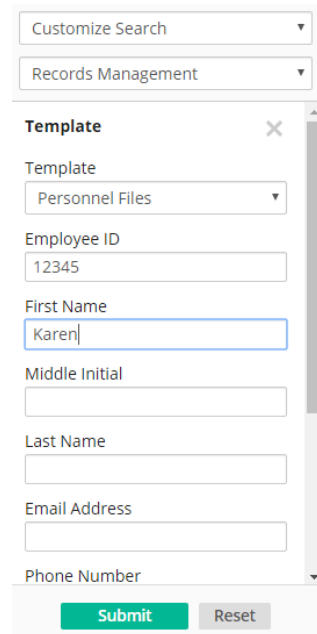 Customize Search
Records Management
Template
Template
Personnel Files
Employee ID
12345
First Name
Karen
Middle Initial
Last Name
Email Address
Phone Number
Submit Reset